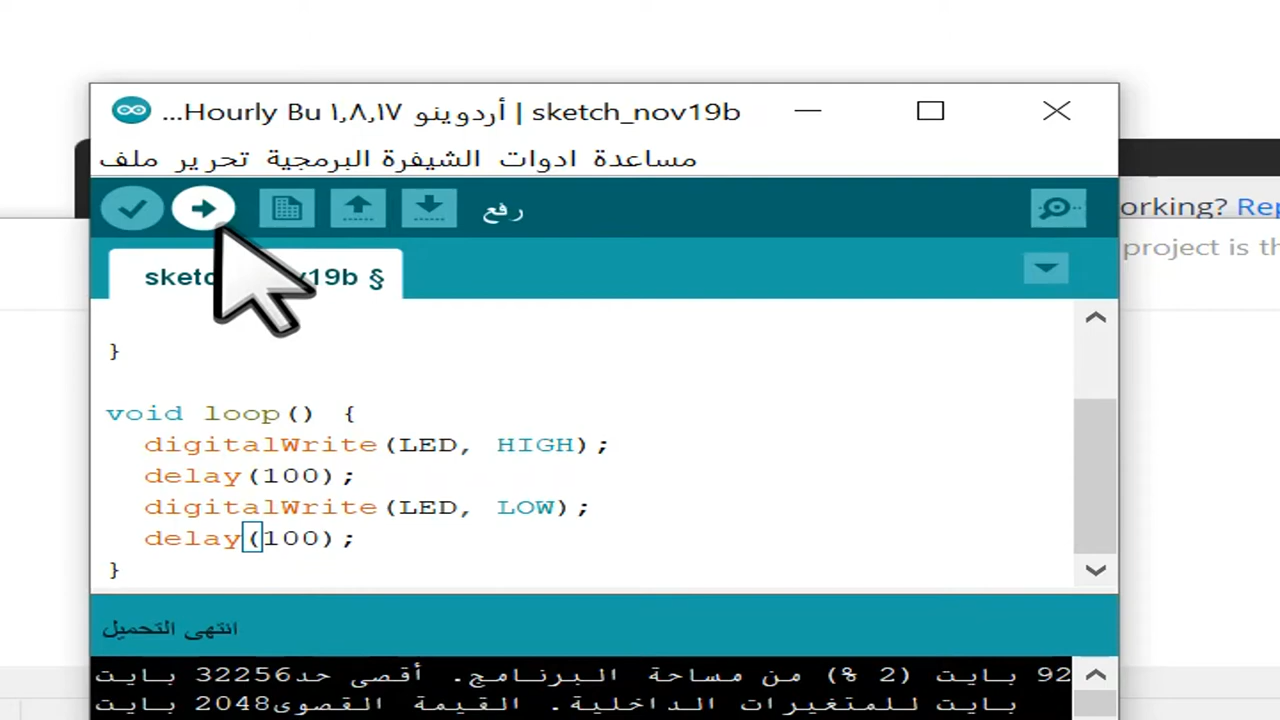 ...Hourly Bu ١,٨,١٧ أردوينو | sketch_nov19b
ملف تحرير الشيفرة البرمجية ادوات مساعدة
رفع
orking? Rep
project is th
v19b §
}
void loop() {
digitalWrite(LED, HIGH);
delay(100);
digitalWrite(LED, LOW);
delay(100);
}
انتهى التحميل
92 بايت (2 %) من مساحة البرنامج. أقصى حد32256 بايت
بايت للمتغيرات الداخلية. القيمة القصوى2048 بايت